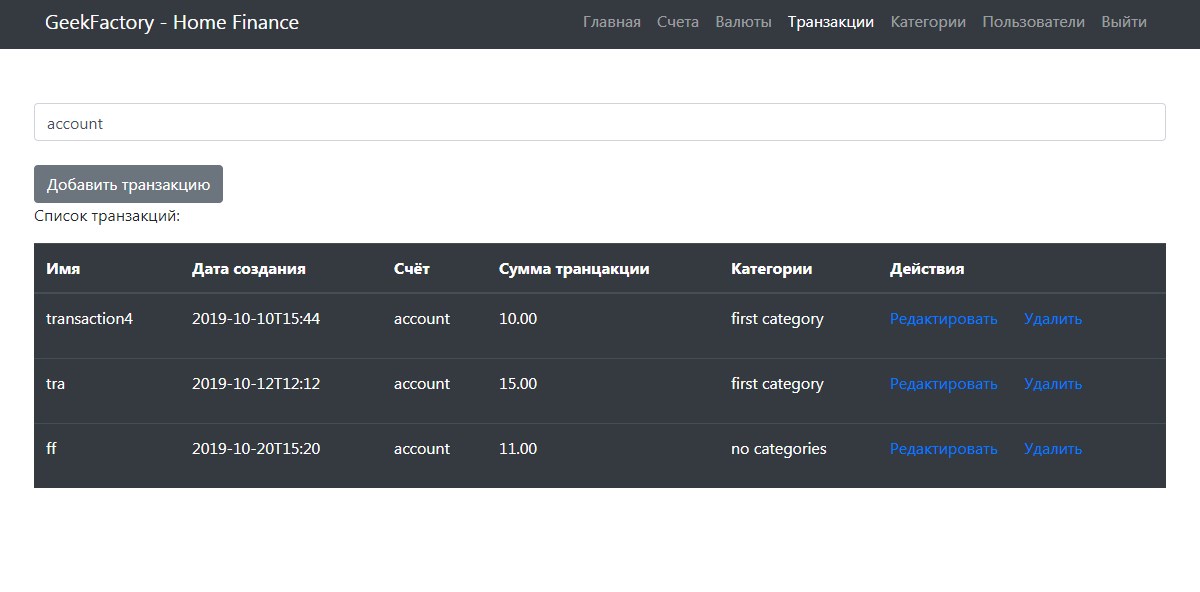 GeekFactory - Home Finance Главная Счета Валюты Транзакции Категории Пользователи Выйти
account
Добавить транзакцию
Список транзакций:
Имя Дата создания Счёт Сумма транцакции Категории Действия
transaction4 2019-10-10T15:44 account 10.00 first category Редактировать Удалить
tra 2019-10-12T12:12 account 15.00 first category Редактировать Удалить
ff 2019-10-20T15:20 account 11.00 no categories Редактировать Удалить